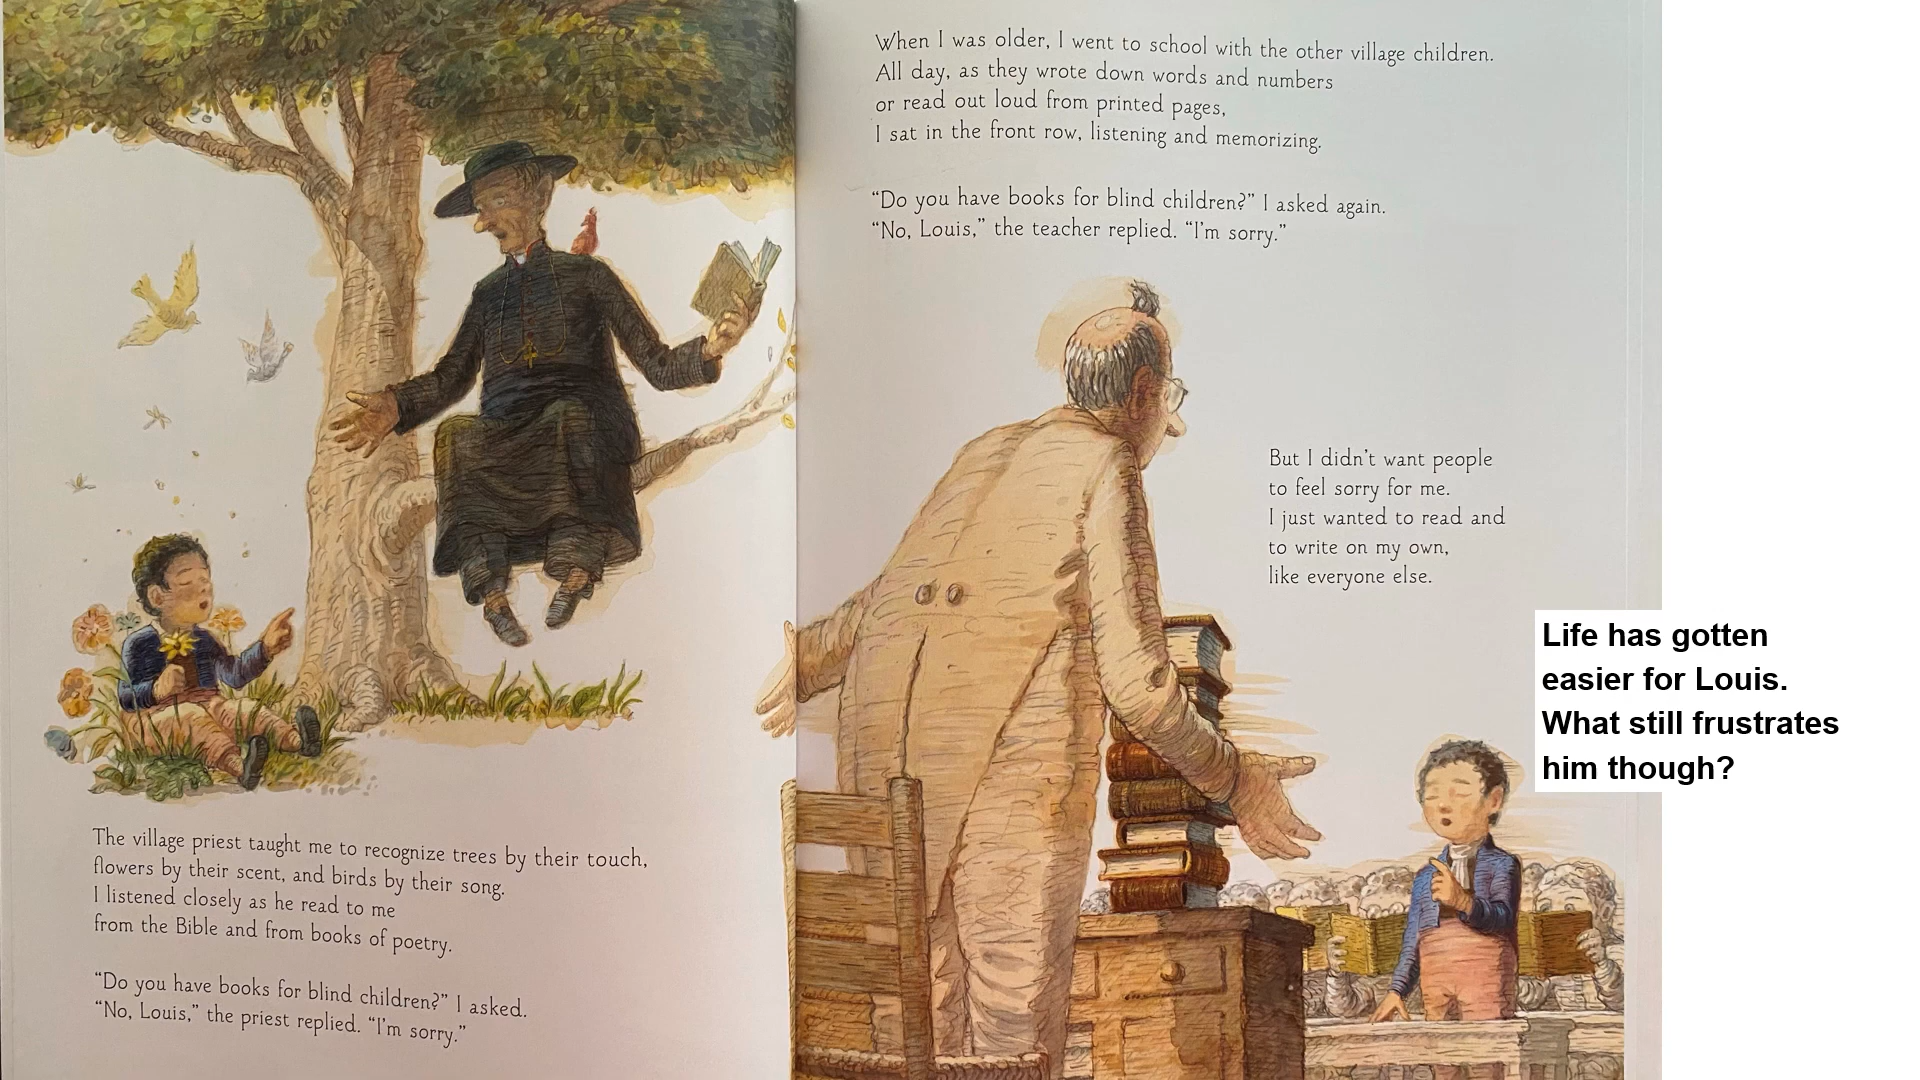 The village priest taught me to recognize trees by their touch,
flowers by their scent, and birds by their song.
I listened closely as he read to me
from the Bible and from books of poetry.
“Do you have books for blind children?” I asked.
“No, Louis,” the priest replied. “I’m sorry.”
When I was older, I went to school with the other village children.
All day, as they wrote down words and numbers
or read out loud from printed pages,
I sat in the front row, listening and memorizing.
“Do you have books for blind children?” I asked again.
“No, Louis,” the teacher replied. “I’m sorry.”
But I didn’t want people
to feel sorry for me.
I just wanted to read and
to write on my own,
like everyone else.
Life has gotten
easier for Louis.
What still frustrates
him though?